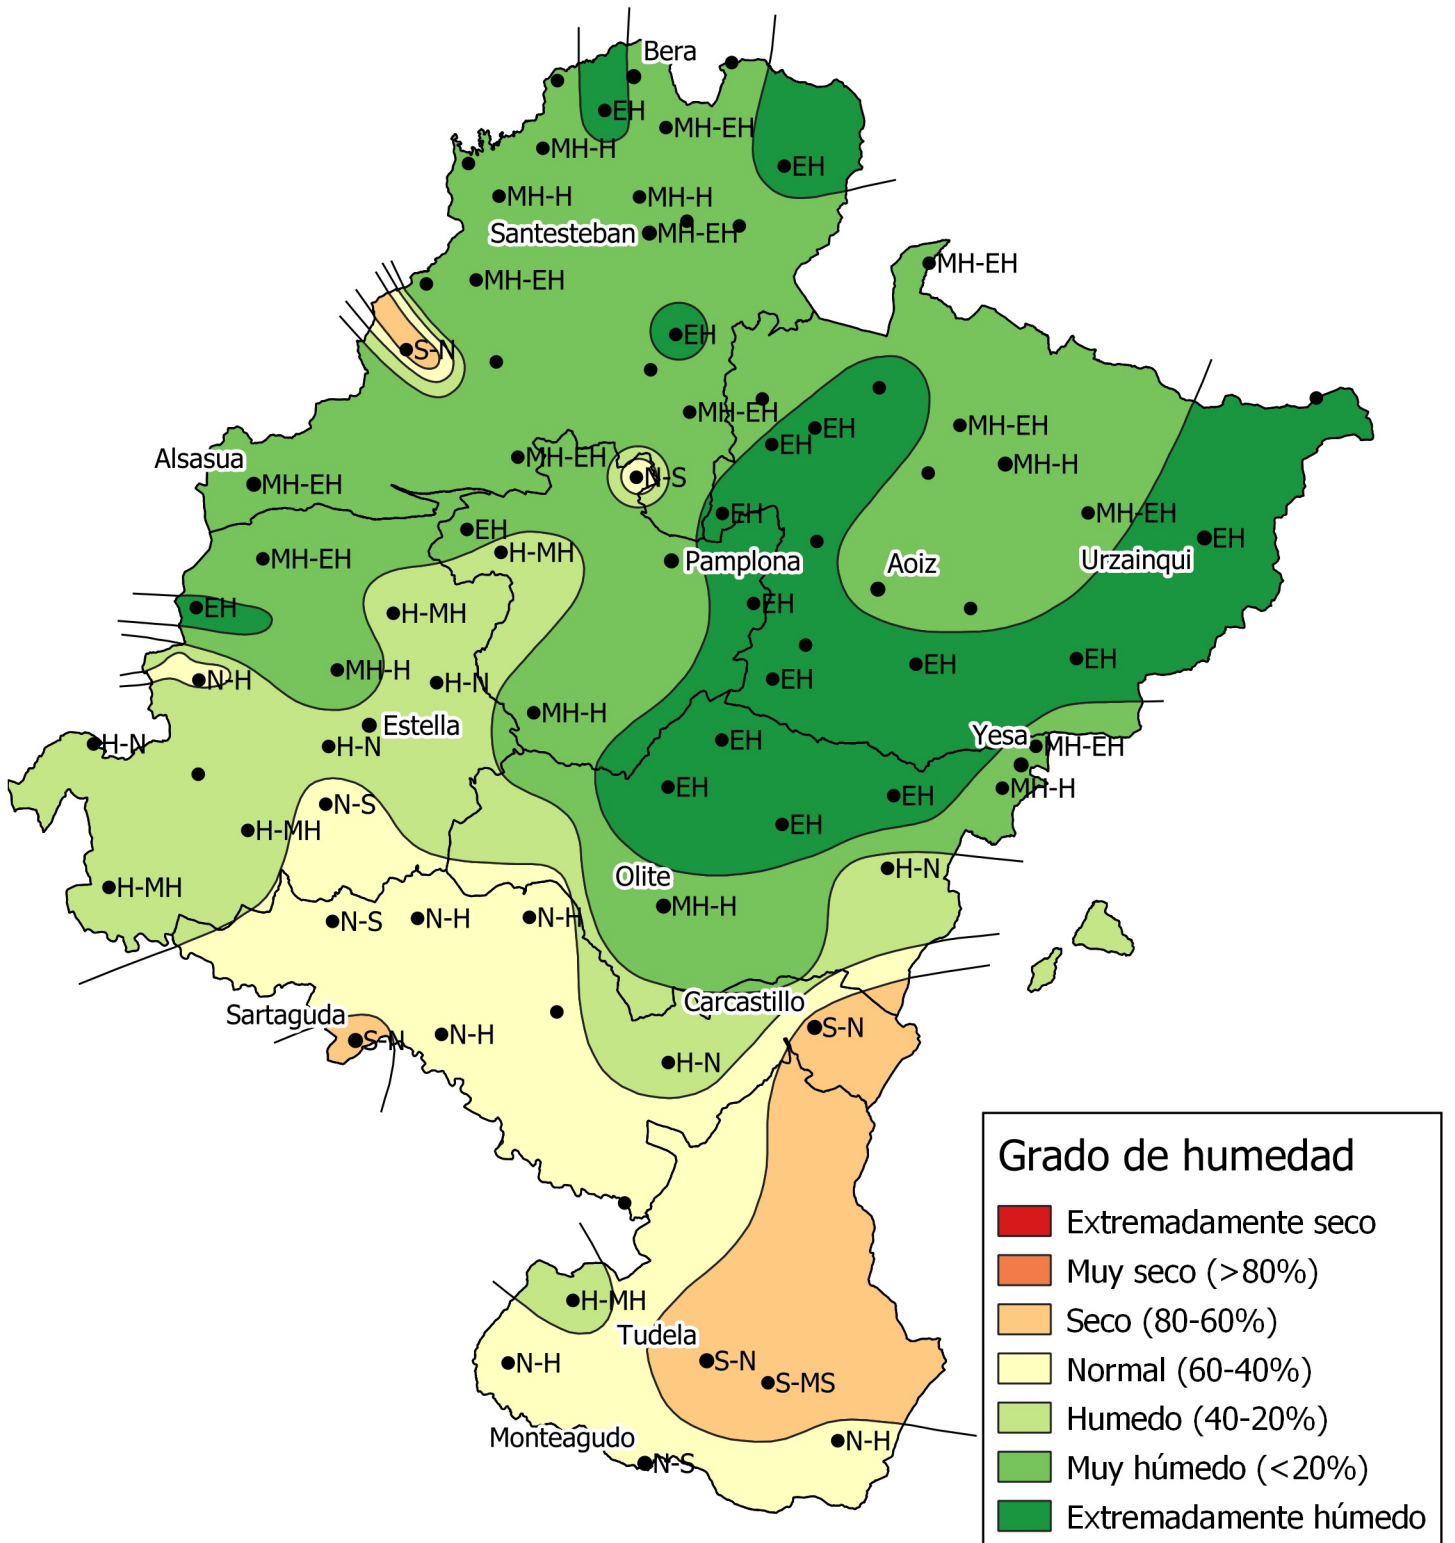 Bera
EH
MH-EH
MH-H
EH
MH-H
MH-H
Santesteban
MH-EH
MH-EH
MH-EH
EH
S-N
MH-EH
EH
MH-EH
EH
Alsasua
MH-EH
MH-H
N-S
MH-EH
EH
MH-EH
EH
EH
H-MH
MH-EH
Pamplona
Aoiz
Urzainqui
EH
EH
H-MH
EH
EH
MH-H
N-H
H-N
EH
MH-H
Estella
Yesa
H-N
H-N
EH
MH-EH
EH
EH
MH-H
N-S
H-MH
EH
Olite
H-N
H-MH
MH-H
N-S
N-H
N-H
Carcastillo
Sartaguda
S-N
N-H
S-N
H-N
H-MH
Tudela
N-H
S-N
S-MS
Monteagudo
N-H
N-S
Grado de humedad
Extremadamente seco
Muy seco (>80%)
Seco (80-60%)
Normal (60-40%)
Humedo (40-20%)
Muy húmedo (<20%)
Extremadamente húmedo